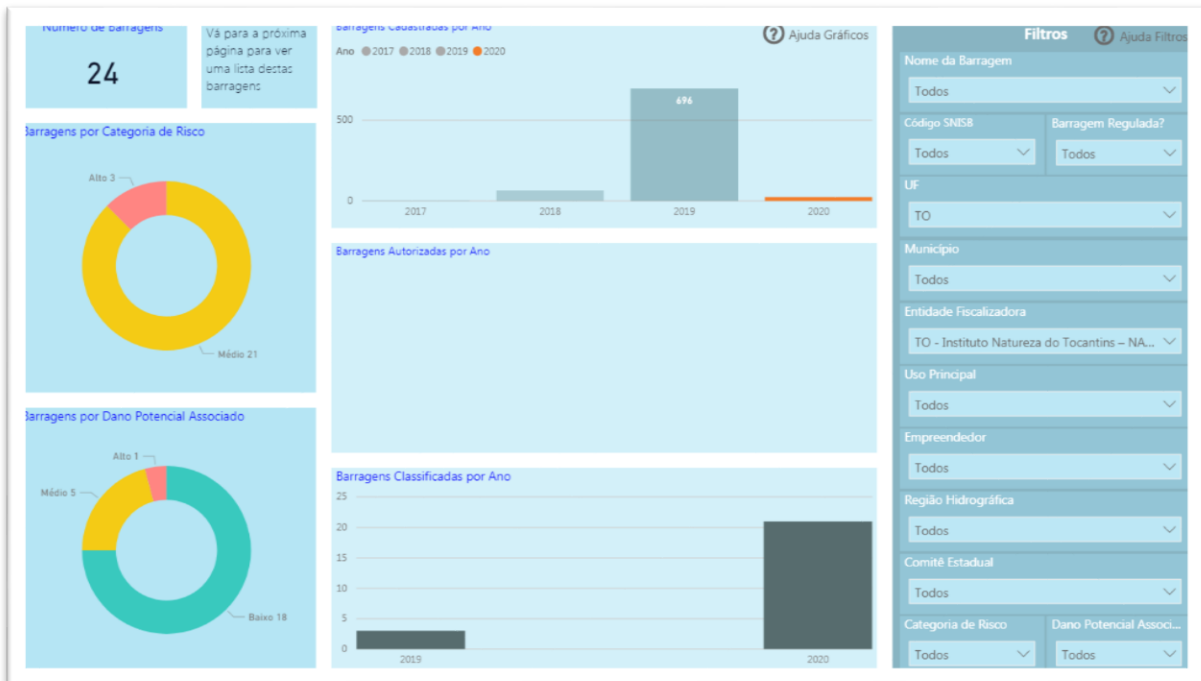 Número de Barragens
24
Vá para a próxima
página para ver
uma lista destas
barragens
Barragens por Categoria de Risco
Alto 3
Médio 21
Barragens por Dano Potencial Associado
Alto 1
Médio 5
Baixo 18
Barragens Cadastradas por Ano
Ajuda Gráficos
Ano 2017 2018 2019 2020
500
0
696
2017 2018 2019 2020
Barragens Autorizadas por Ano
Barragens Classificadas por Ano
25
20
15
10
5
0
2019 2020
Filtros
Ajuda Filtros
Nome da Barragem
Todos
Código SNISB Barragem Regulada?
Todos Todos
UF
TO
Município
Todos
Entidade Fiscalizadora
TO - Instituto Natureza do Tocantins – NA...
Uso Principal
Todos
Empreendedor
Todos
Região Hidrográfica
Todos
Comitê Estadual
Todos
Categoria de Risco Dano Potencial Associ...
Todos Todos